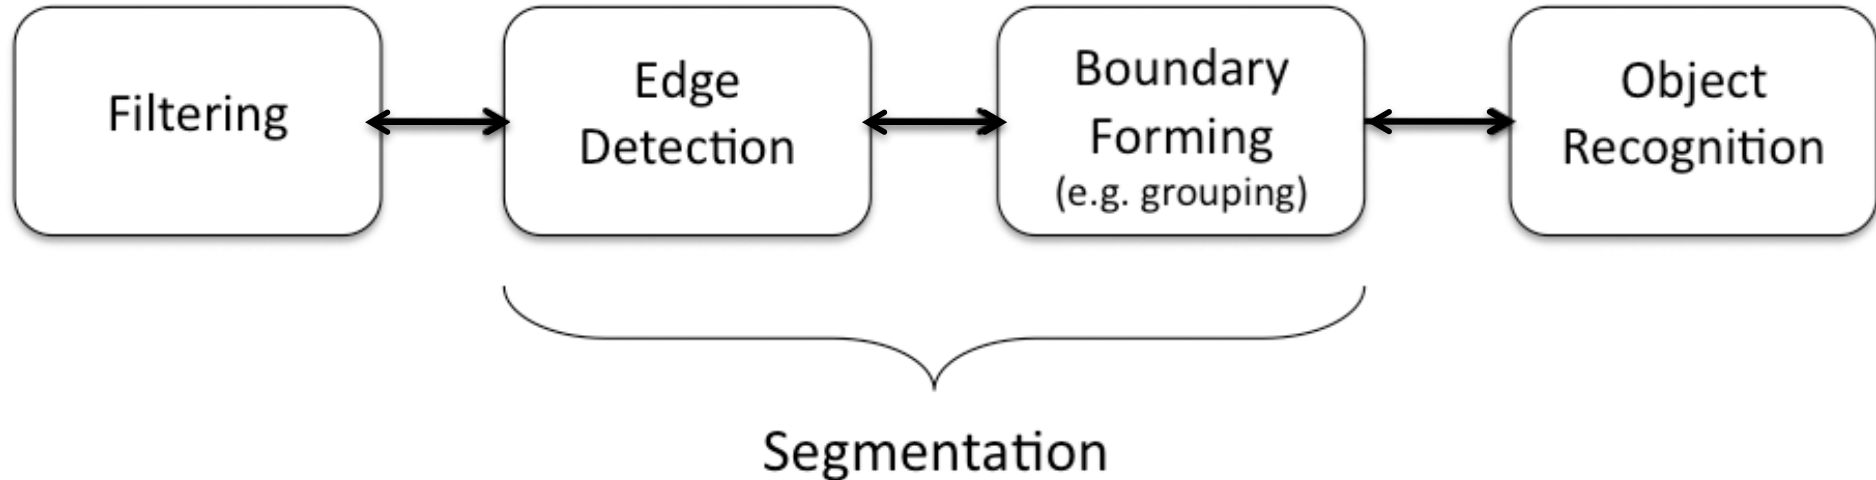 Filtering
Edge
Detection
Boundary
Forming
(e.g. grouping)
Object
Recognition
Segmentation